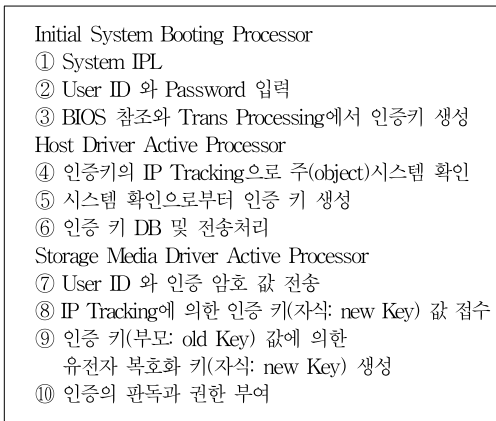 Initial System Booting Processor
① System IPL
② User ID 와 Password 입력
③ BIOS 참조와 Trans Processing에서 인증키 생성
Host Driver Active Processor
④ 인증키의 IP Tracking으로 주(object)시스템 확인
⑤ 시스템 확인으로부터 인증 키 생성
⑥ 인증 키 DB 및 전송처리
Storage Media Driver Active Processor
⑦ User ID 와 인증 암호 값 전송
⑧ IP Tracking에 의한 인증 키(자식: new Key) 값 접수
⑨ 인증 키(부모: old Key) 값에 의한
유전자 복호화 키(자식: new Key) 생성
⑩ 인증의 판독과 권한 부여